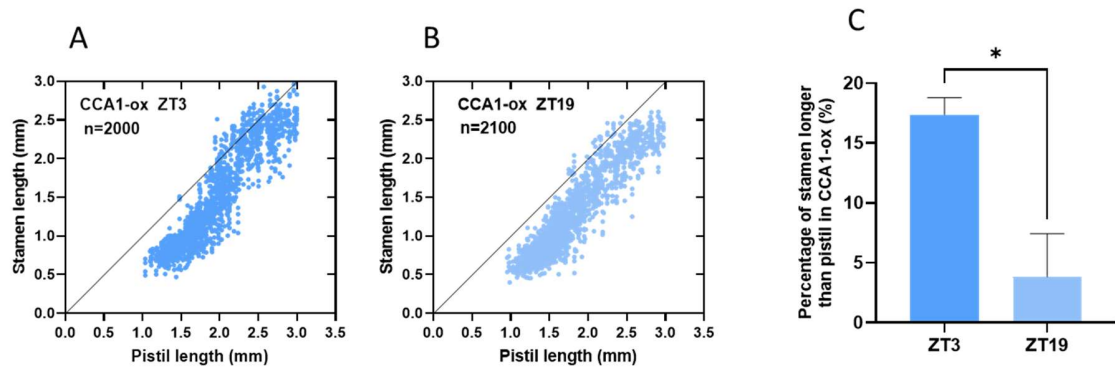 A
CCA1-ox ZT3
n=2000
Stamen length (mm)
3.0
2.5
2.0
1.5
1.0
0.5
0.0
0.0 0.5 1.0 1.5 2.0 2.5 3.0 3.5
Pistil length (mm)
B
CCA1-ox ZT19
n=2100
Stamen length (mm)
3.0
2.5
2.0
1.5
1.0
0.5
0.0
0.0 0.5 1.0 1.5 2.0 2.5 3.0 3.5
Pistil length (mm)
C
*
Percentage of stamen longer
than pistil in CCA1-ox (%)
20
15
10
5
0
ZT3 ZT19